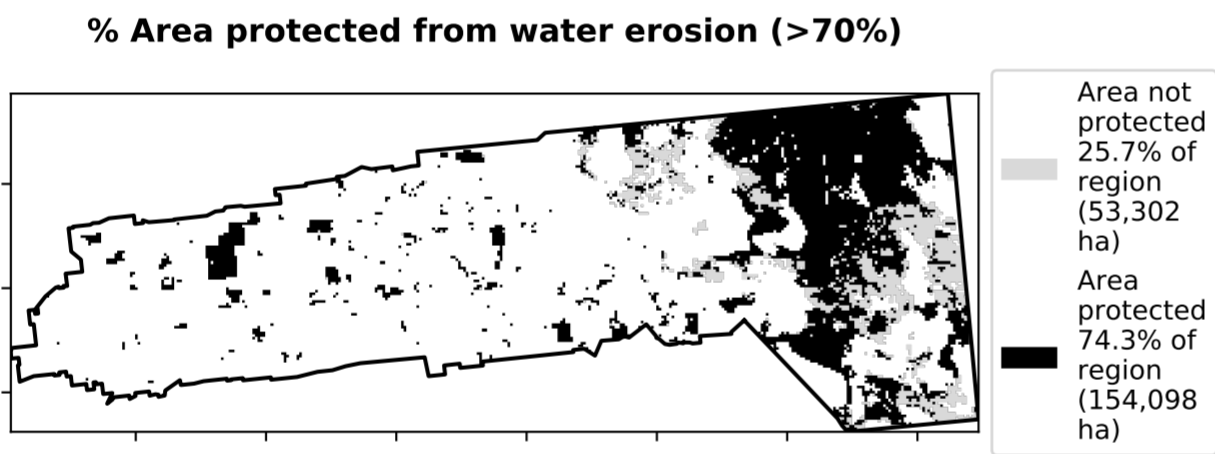 % Area protected from water erosion (>70%)
Area not
protected
25.7% of
region
(53,302
ha)
Area
protected
74.3% of
region
(154,098
ha)